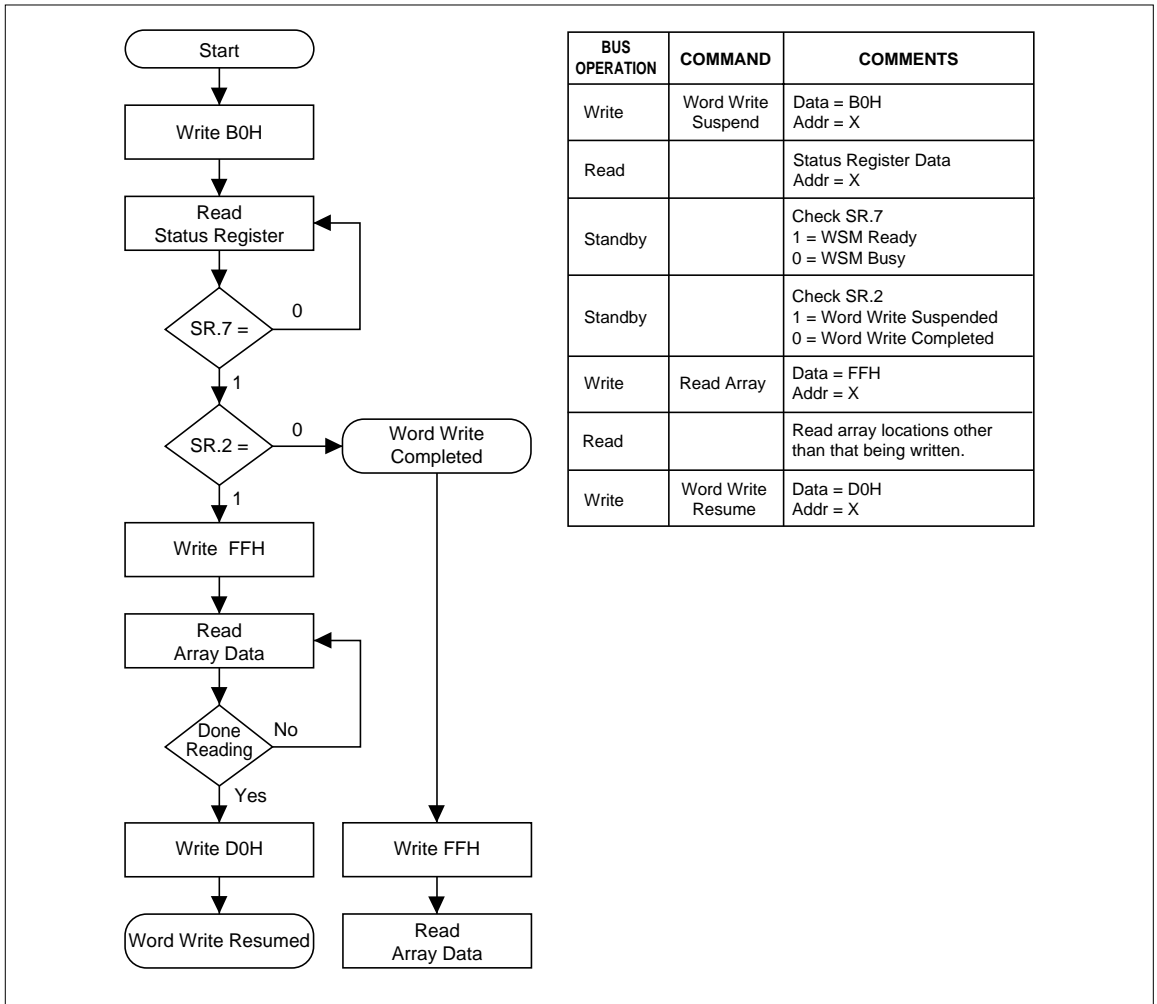 Start
Write B0H
Read
Status Register
SR.7 =
0
1
SR.2 =
0
Word Write
Completed
1
Write FFH
Read
Array Data
Done
Reading
No
Yes
Write D0H
Write FFH
Word Write Resumed
Read
Array Data
BUS
OPERATION
COMMAND
COMMENTS
Write
Word Write
Suspend
Data = B0H
Addr = X
Read
Status Register Data
Addr = X
Standby
Check SR.7
1 = WSM Ready
0 = WSM Busy
Standby
Check SR.2
1 = Word Write Suspended
0 = Word Write Completed
Write
Read Array
Data = FFH
Addr = X
Read
Read array locations other
than that being written.
Write
Word Write
Resume
Data = D0H
Addr = X